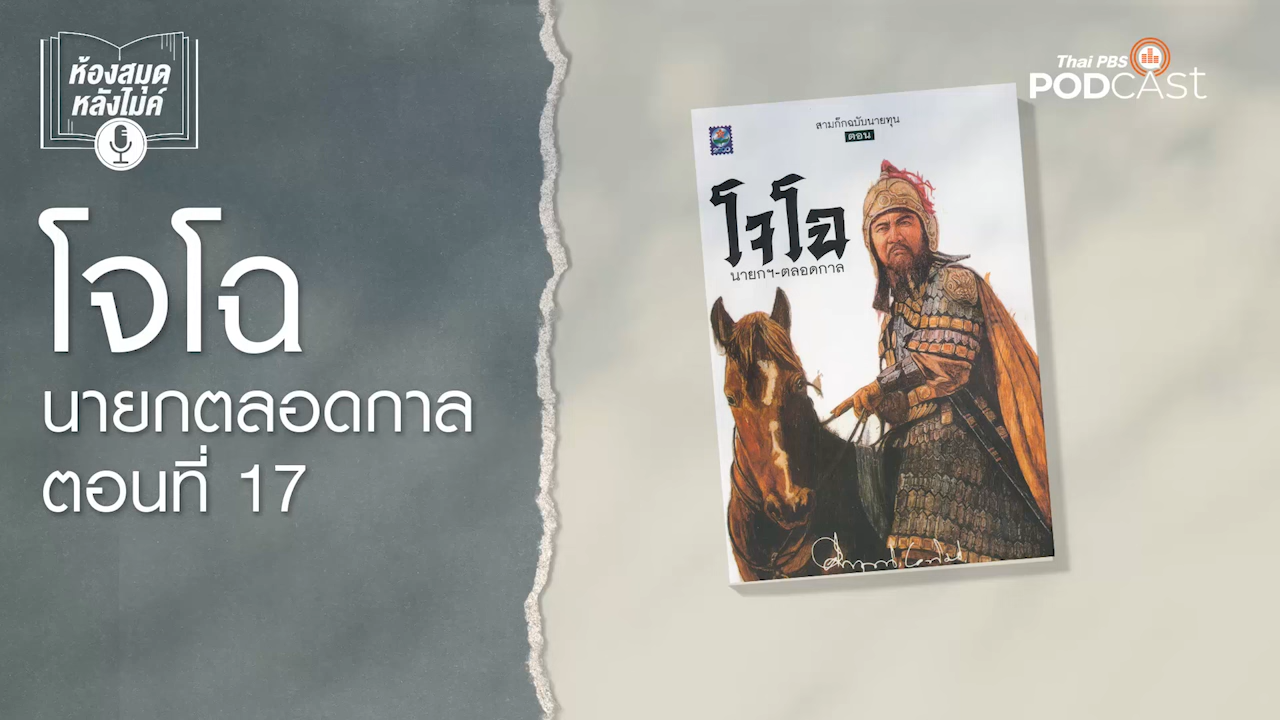 ห้องสมุด
หลังไมค์
โจโฉ
นายกตลอดกาล
ตอนที่ 17
Thai PBS
PODCAST
สามก๊กฉบับนายทุน
ตอน
โจโฉ
นายกฯ-ตลอดกาล